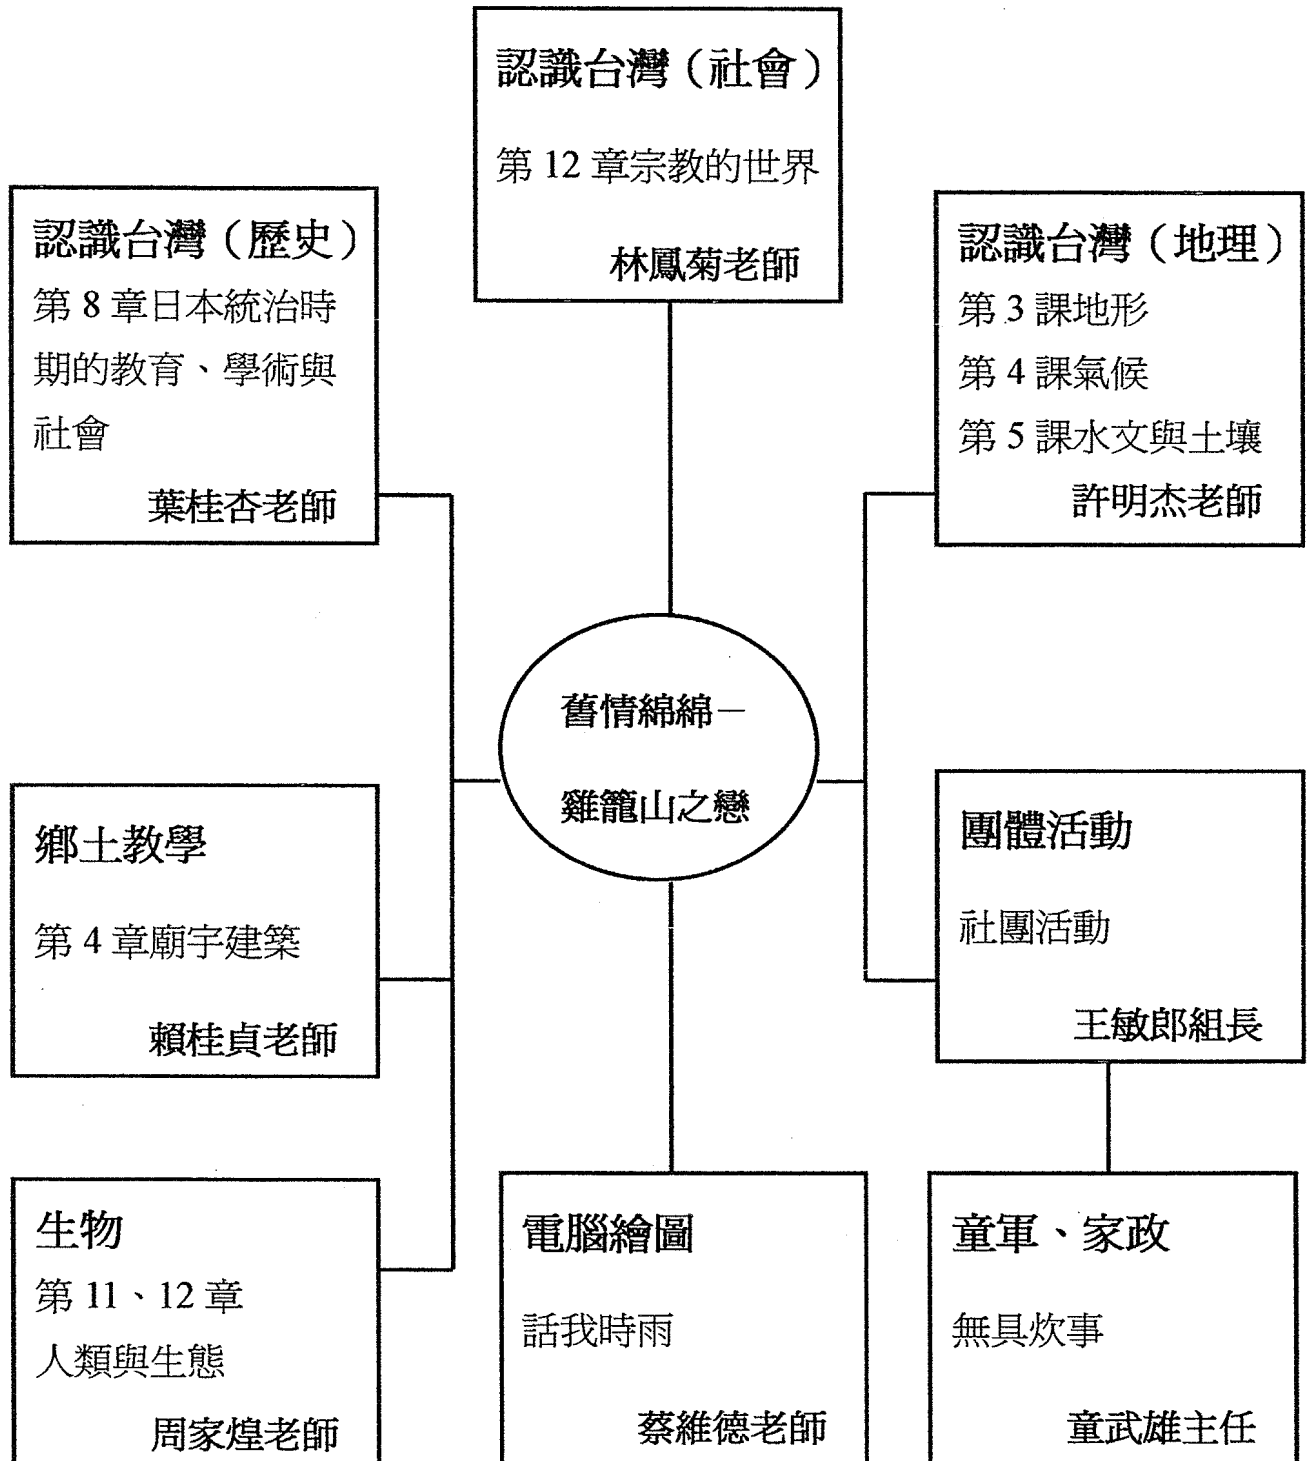 認識台灣（社會）
第 12 章宗教的世界
林鳳菊老師
認識台灣（歷史）
第 8 章日本統治時
期的教育、學術與
社會
葉桂杏老師
認識台灣（地理）
第 3 課地形
第 4 課氣候
第 5 課水文與土壤
許明杰老師
舊情綿綿－
雞籠山之戀
鄉土教學
第 4 章廟宇建築
賴桂貞老師
團體活動
社團活動
王敏郎組長
生物
第 11、12 章
人類與生態
周家煌老師
電腦繪圖
話我時雨
蔡維德老師
童軍、家政
無具炊事
童武雄主任